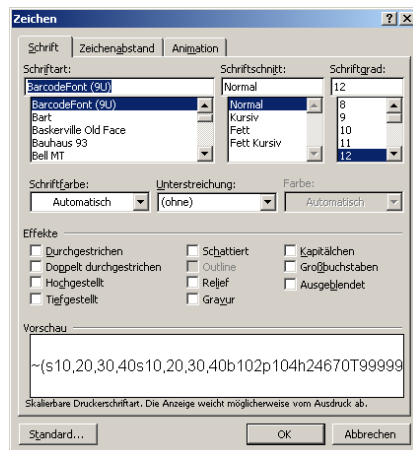 Zeichen
Schrift Zeichenabstand Animation
Schriftart: Schriftschnitt: Schriftgrad:
BarcodeFont (9U) Normal 12
BarcodeFont (9U) Normal 8
Bart Kursiv 9
Baskerville Old Face Fett 10
Bauhaus 93 Fett Kursiv 11
Bell MT 12
Schriftfarbe: Unterstreichung: Farbe:
Automatisch (ohne) Automatisch
Effekte
Durchgestrichen Schattiert Kapitälchen
Doppelt durchgestrichen Outline Großbuchstaben
Hochgestellt Relief Ausgeblendet
Tiefgestellt Gravur
Vorschau
~(s10,20,30,40s10,20,30,40b102p104h24670T99999
Skalierbare Druckerschriftart. Die Anzeige weicht möglicherweise vom Ausdruck ab.
Standard... OK Abbrechen